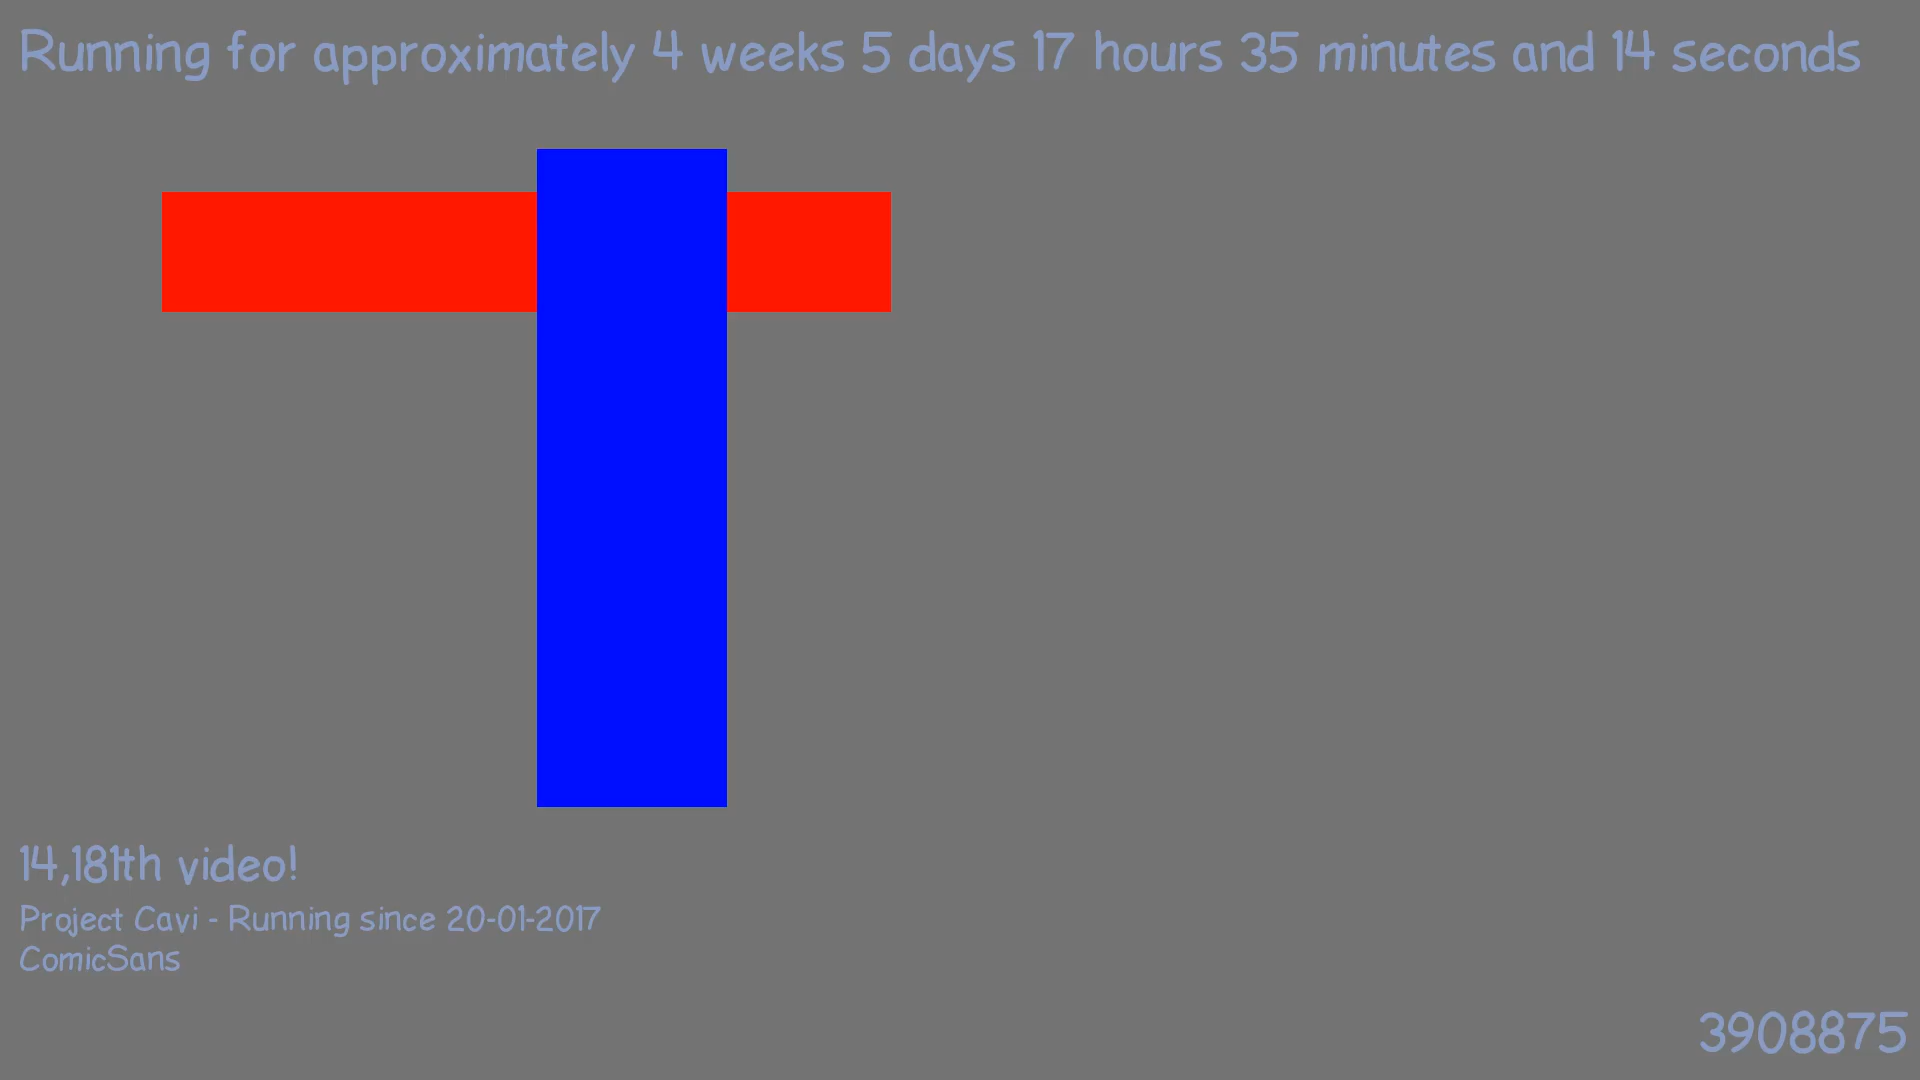 Running for approximately 4 weeks 5 days 17 hours 35 minutes and 14 seconds
14,181th video!
Project Cavi - Running since 20-01-2017
ComicSans
3908875